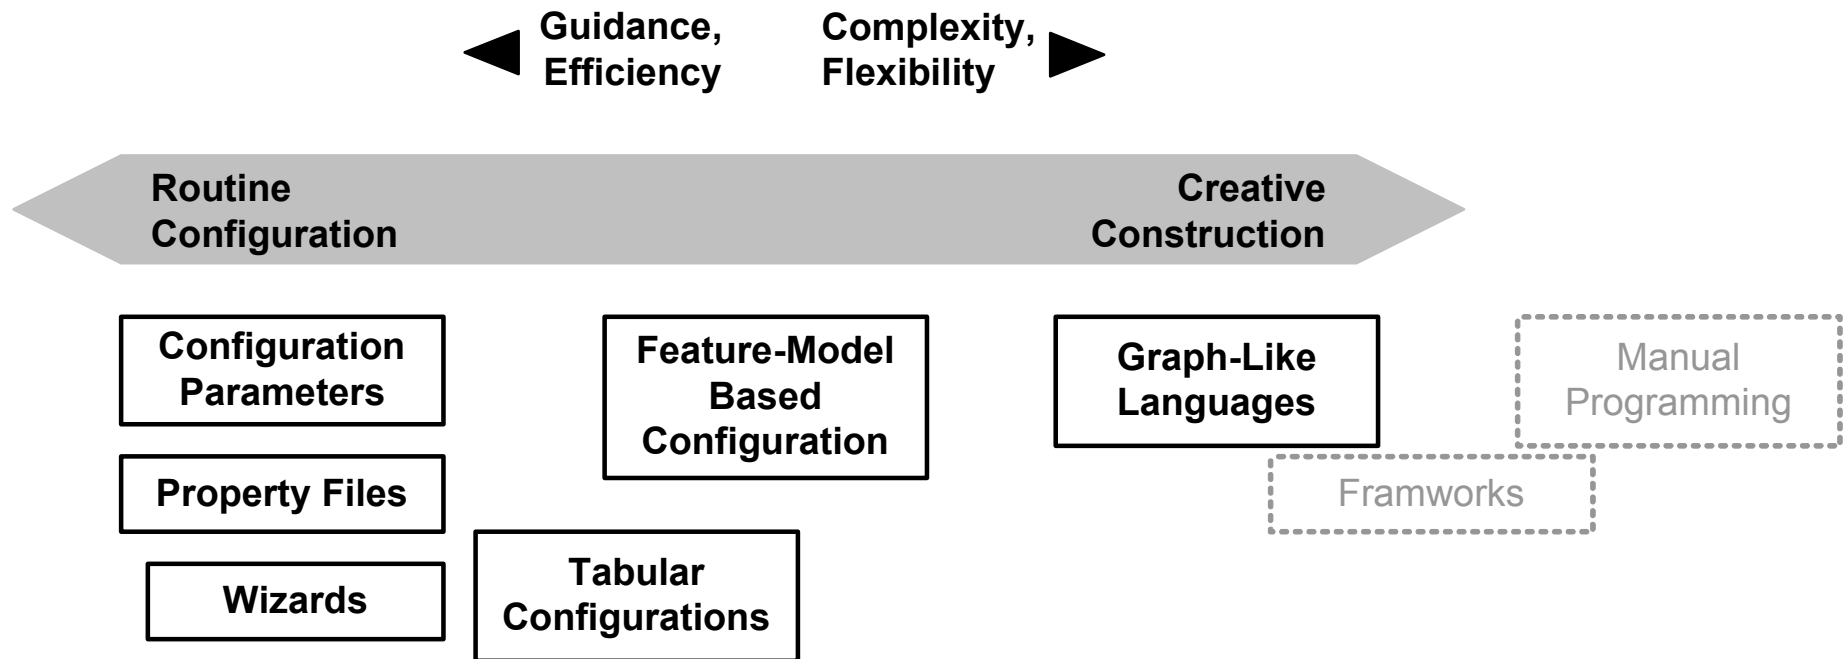 Guidance,
Efficiency
Complexity,
Flexibility
Routine
Configuration
Creative
Construction
Configuration
Parameters
Property Files
Wizards
Tabular
Configurations
Feature-Model
Based
Configuration
Graph-Like
Languages
Framworks
Manual
Programming